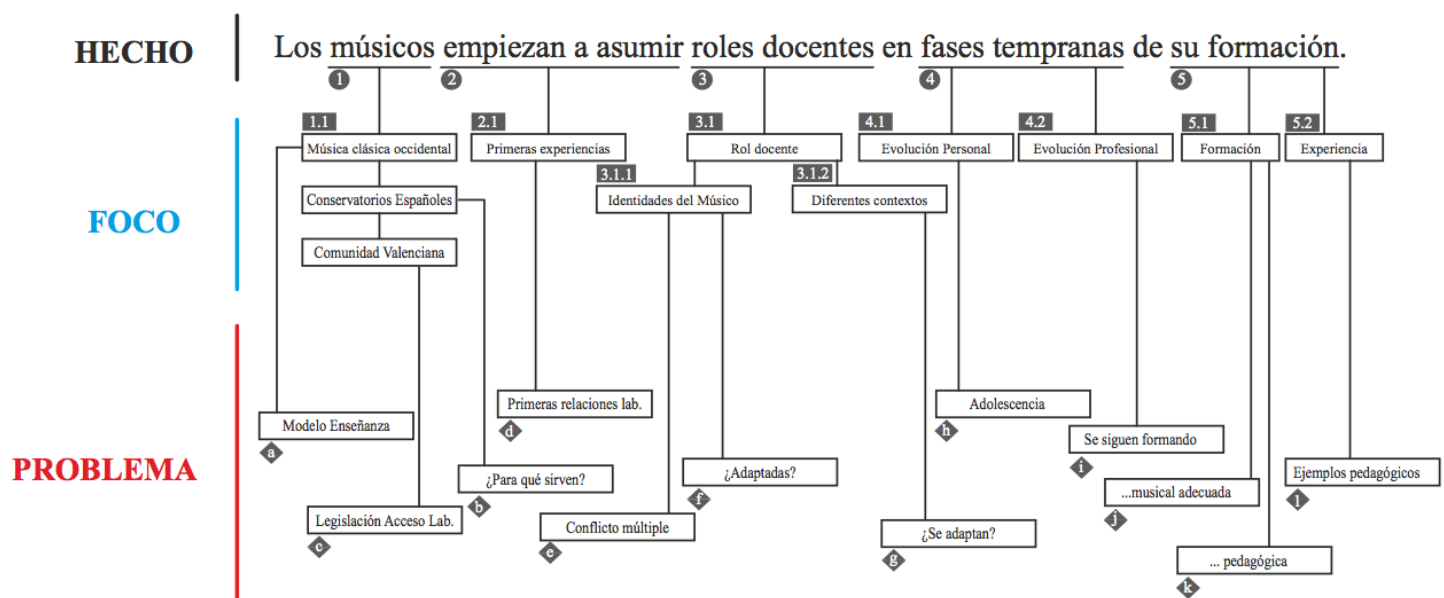 HECHO
Los músicos empiezan a asumir roles docentes en fases tempranas de su formación.
1 2 3 4 5
1.1 2.1 3.1 4.1 4.2 5.1 5.2
Música clásica occidental
Primeras experiencias
Rol docente
Evolución Personal
Evolución Profesional
Formación
Experiencia
3.1.1 3.1.2
FOCO
Conservatorios Españoles
Identidades del Músico
Diferentes contextos
Comunidad Valenciana
PROBLEMA
Modelo Enseñanza
a
Primeras relaciones lab.
d
Adolescencia
h
Se siguen formando
i
¿Para qué sirven?
b
¿Adaptadas?
f
Ejemplos pedagógicos
l
...musical adecuada
j
Legislación Acceso Lab.
c
Conflicto múltiple
e
¿Se adaptan?
g
... pedagógica
k